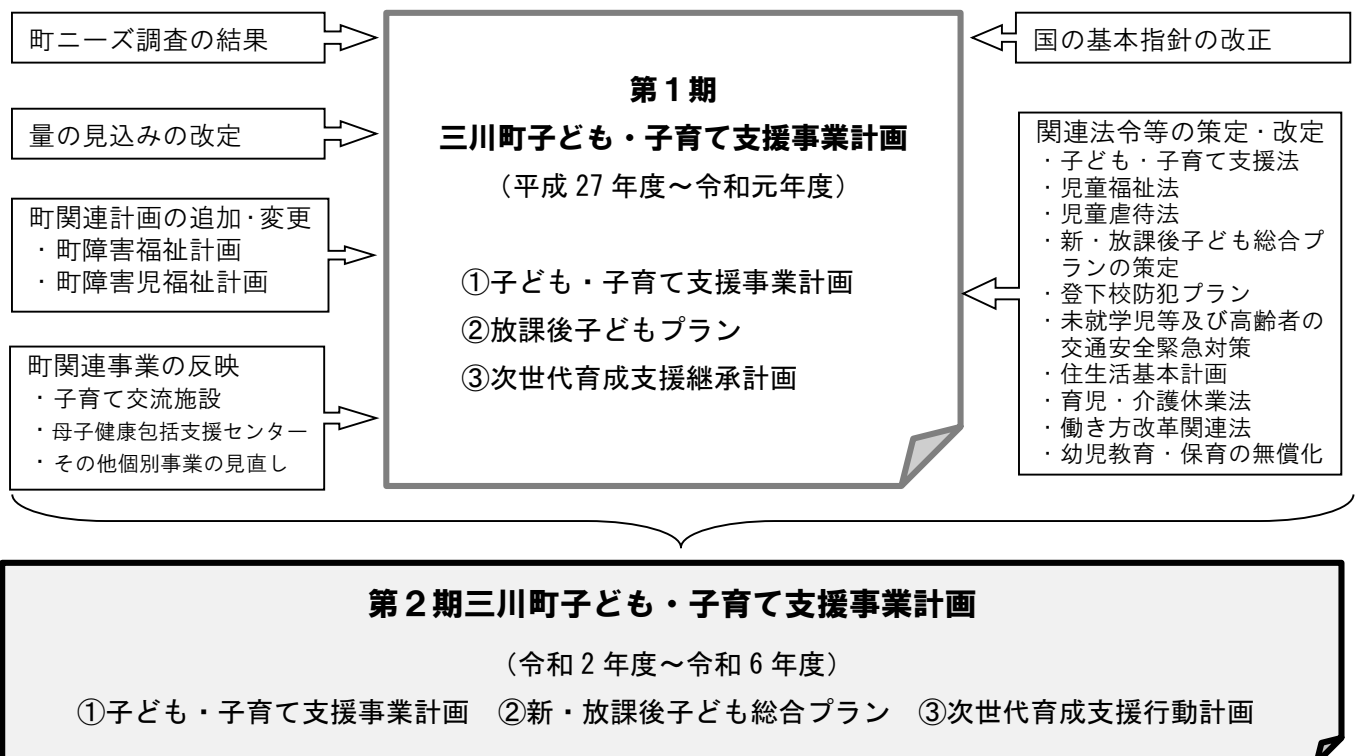 町ニーズ調査の結果
量の見込みの改定
町関連計画の追加・変更
・町障害福祉計画
・町障害児福祉計画
町関連事業の反映
・子育て交流施設
・母子健康包括支援センター
・その他個別事業の見直し
第1期
三川町子ども・子育て支援事業計画
（平成 27 年度～令和元年度）
①子ども・子育て支援事業計画
②放課後子どもプラン
③次世代育成支援継承計画
国の基本指針の改正
関連法令等の策定・改定
・子ども・子育て支援法
・児童福祉法
・児童虐待法
・新・放課後子ども総合プ
ランの策定
・登下校防犯プラン
・未就学児等及び高齢者の
交通安全緊急対策
・住生活基本計画
・育児・介護休業法
・働き方改革関連法
・幼児教育・保育の無償化
第２期三川町子ども・子育て支援事業計画
（令和 2 年度～令和 6 年度）
①子ども・子育て支援事業計画　②新・放課後子ども総合プラン　③次世代育成支援行動計画